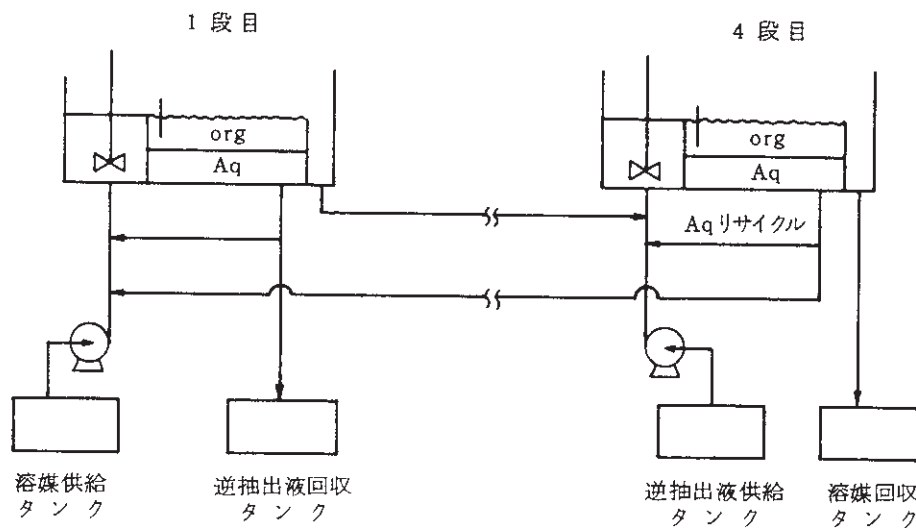 1 段目
4 段目
org
Aq
org
Aq
Aqリサイクル
溶媒供給
タンク
逆抽出液回収
タンク
逆抽出液供給
タンク
溶媒回収
タンク